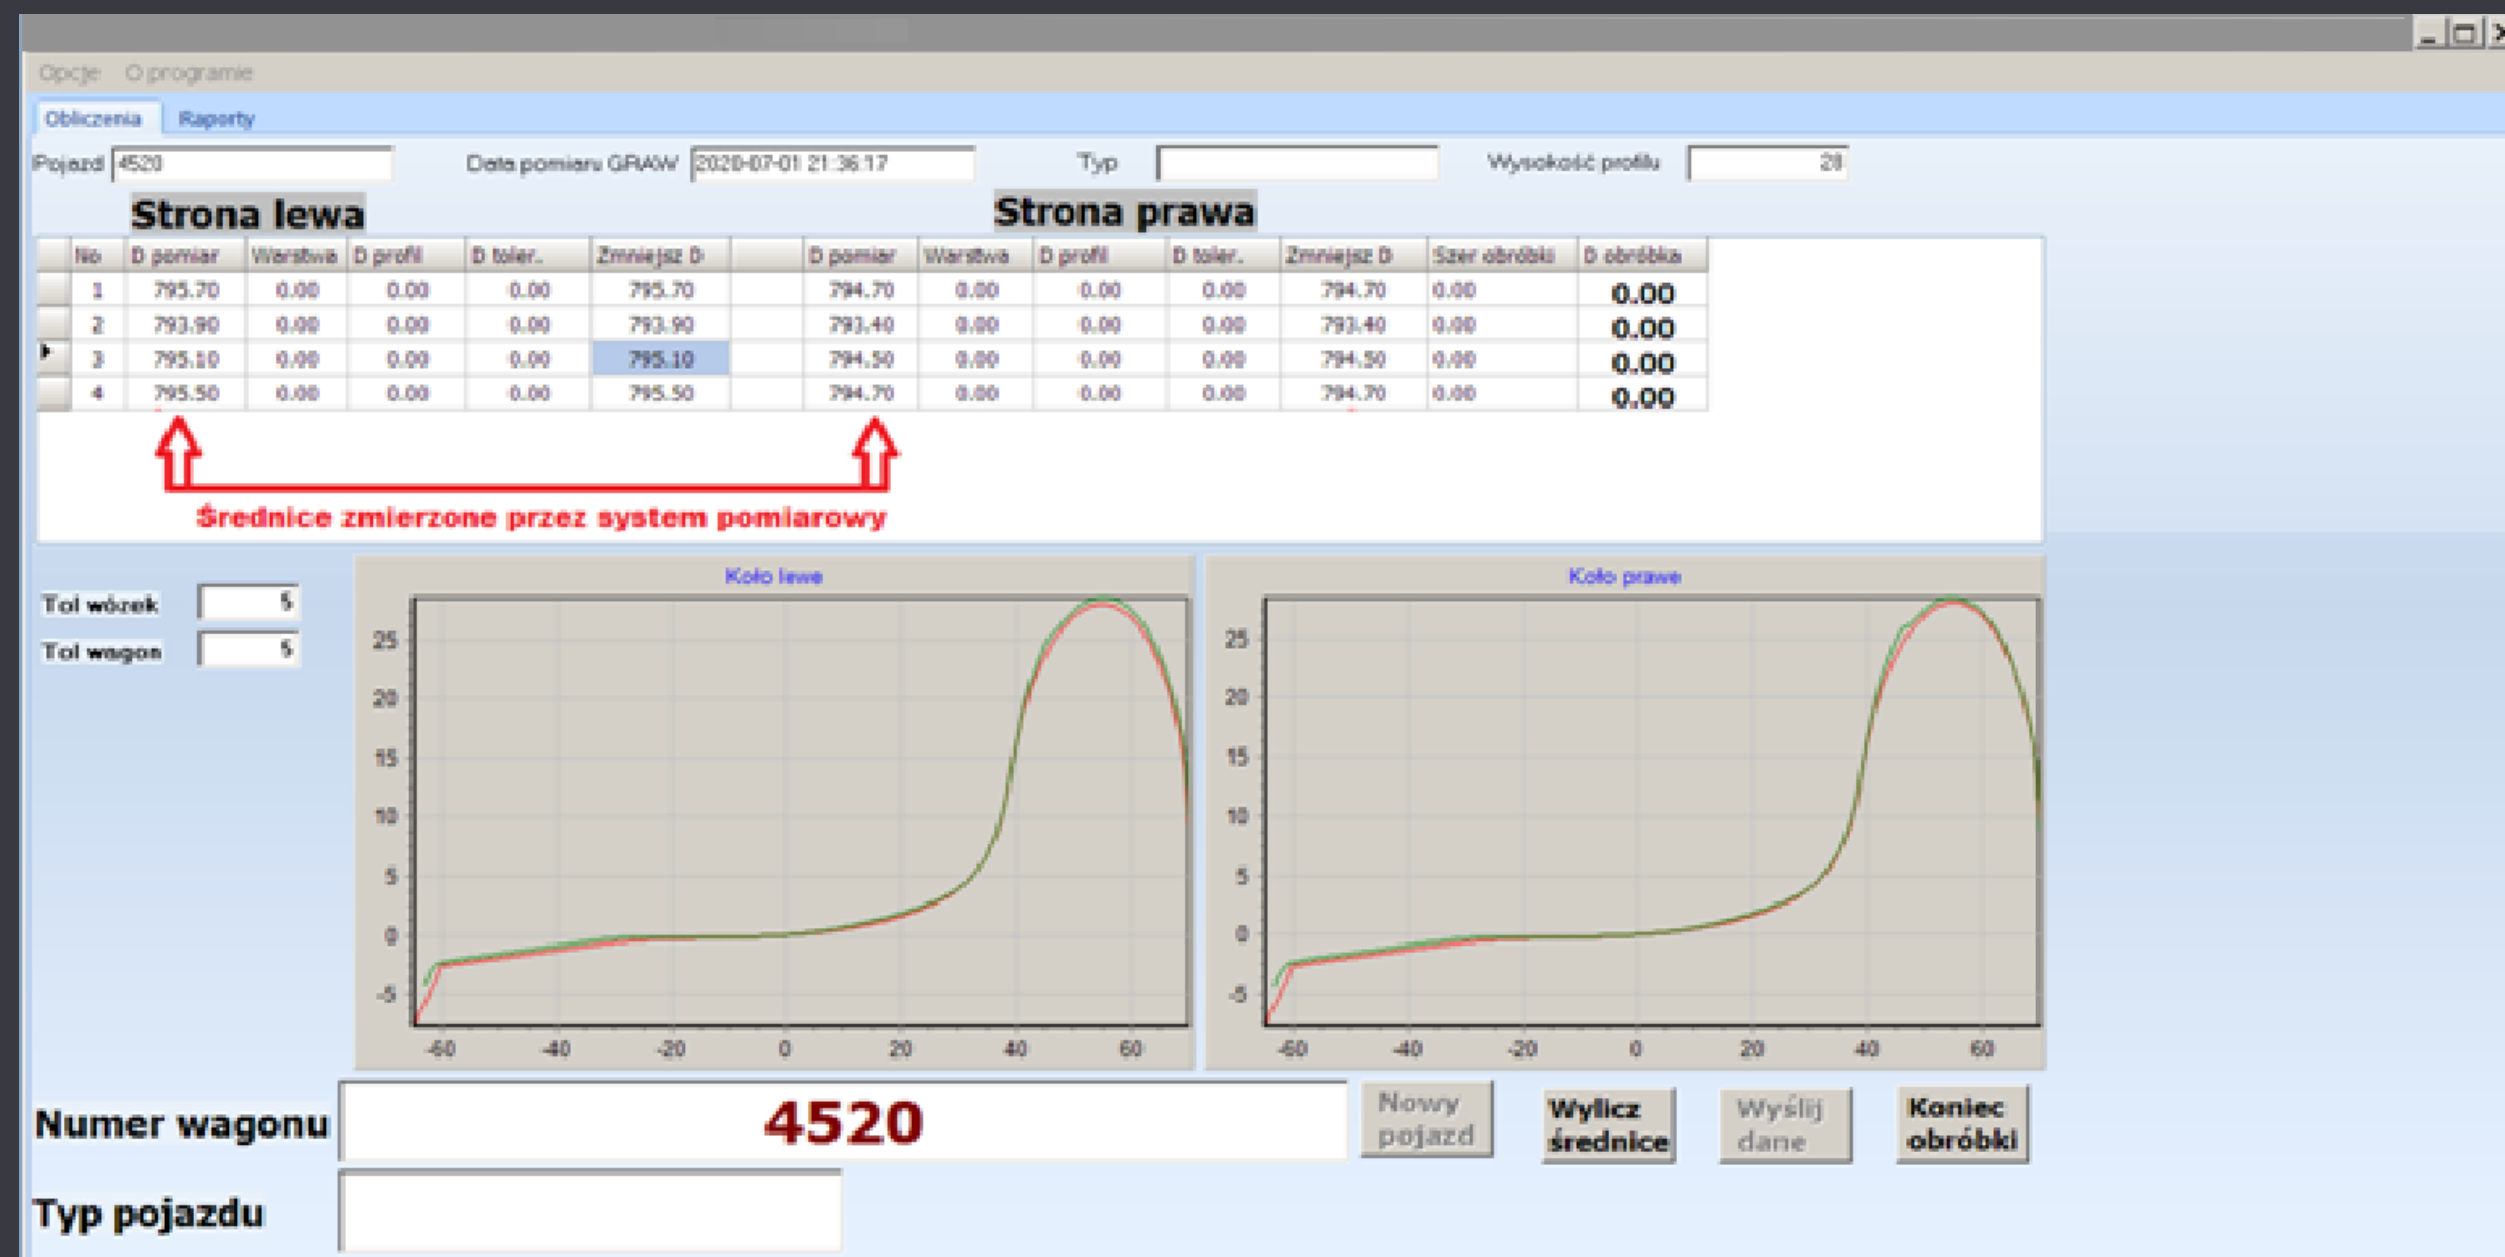 Opcje O programie
Obliczenia Raporty
Pojazd 4520 Data pomiaru GRAW 2020-07-01 21:36:17 Typ Wysokość profilu 28
Strona lewa Strona prawa
No D pomiar Warstwa D profil D toler. Zmniejsz D D pomiar Warstwa D profil D toler. Zmniejsz D Szer obróbki D obróbka
1 795.70 0.00 0.00 0.00 795.70 794.70 0.00 0.00 0.00 794.70 0.00 0.00
2 793.90 0.00 0.00 0.00 793.90 793.40 0.00 0.00 0.00 793.40 0.00 0.00
3 795.10 0.00 0.00 0.00 795.10 794.50 0.00 0.00 0.00 794.50 0.00 0.00
4 795.50 0.00 0.00 0.00 795.50 794.70 0.00 0.00 0.00 794.70 0.00 0.00
Średnice zmierzone przez system pomiarowy
Tol wózek 5
Tol wagon 5
Koło lewe
25
20
15
10
5
0
-5
-60 -40 -20 0 20 40 60
Koło prawe
25
20
15
10
5
0
-5
-60 -40 -20 0 20 40 60
Numer wagonu 4520
Nowy pojazd
Wylicz średnice
Wyślij dane
Koniec obróbki
Typ pojazdu